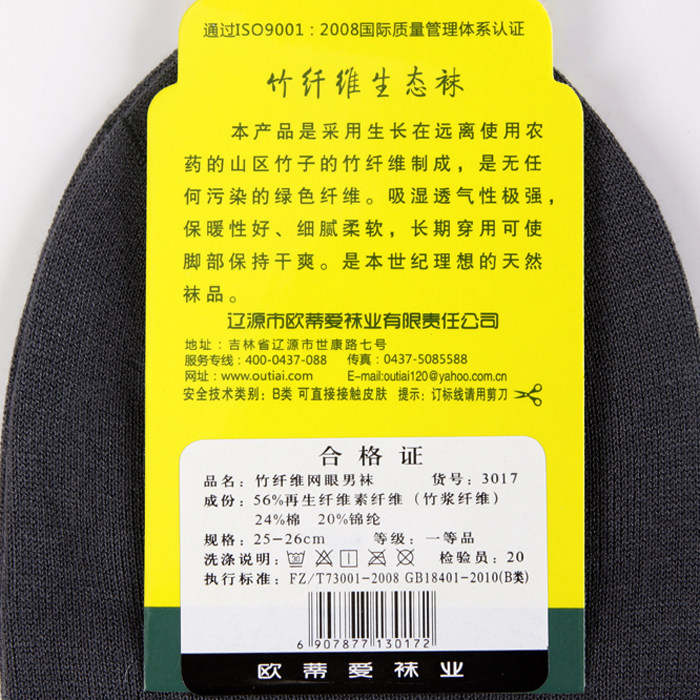 通过ISO9001：2008国际质量管理体系认证
竹纤维生态袜
本产品是采用生长在远离使用农
药的山区竹子的竹纤维制成，是无任
何污染的绿色纤维。吸湿透气性极强，
保暖性好、细腻柔软，长期穿用可使
脚部保持干爽。是本世纪理想的天然
袜品。
辽源市欧蒂爱袜业有限责任公司
地址：吉林省辽源市世康路七号
服务专线：400-0437-088 传真：0437-5085588
网址：www.outiai.com E-mail:outiai120@yahoo.com.cn
安全技术类别：B类 可直接接触皮肤 提示：订标线请用剪刀
合格证
品名：竹纤维网眼男袜 货号：3017
成份：56%再生纤维素纤维（竹浆纤维）
24%棉 20%锦纶
规格：25-26cm 等级：一等品
洗涤说明： 检验员：20
执行标准：FZ/T73001-2008 GB18401-2010(B类)
6 907877 130172
欧蒂爱袜业